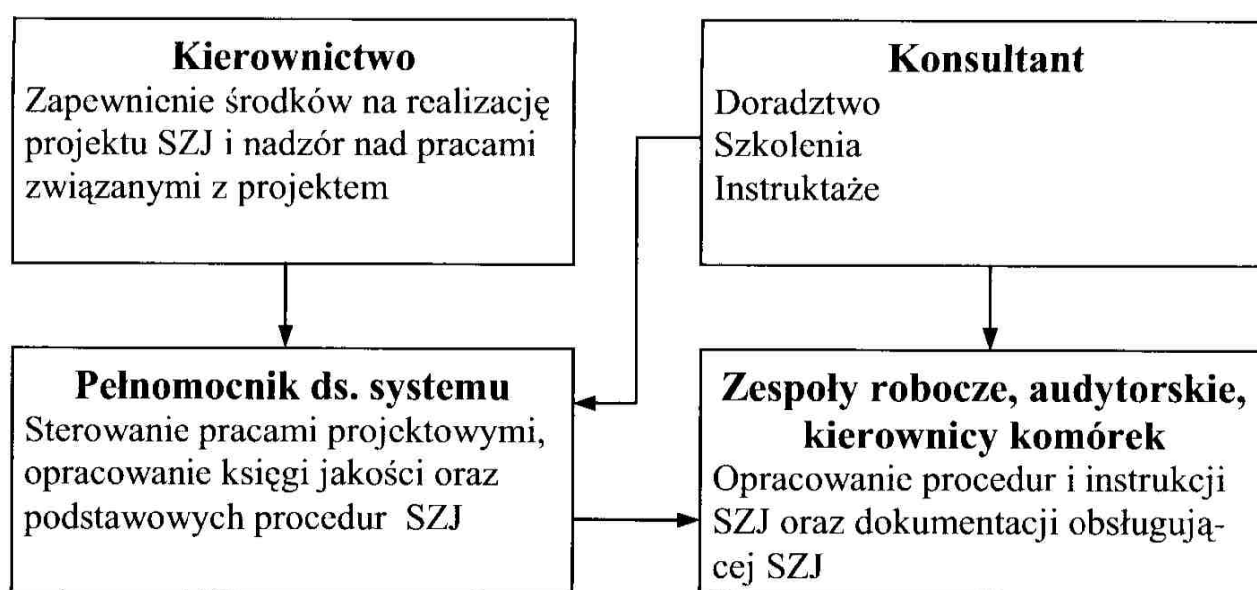 Kierownictwo
Zapewnienie środków na realizację
projektu SZJ i nadzór nad pracami
związanymi z projektem
Konsultant
Doradztwo
Szkolenia
Instruktaże
Pełnomocnik ds. systemu
Sterowanie pracami projektowymi,
opracowanie księgi jakości oraz
podstawowych procedur SZJ
Zespoły robocze, audytorskie,
kierownicy komórek
Opracowanie procedur i instrukcji
SZJ oraz dokumentacji obsługują-
cej SZJ